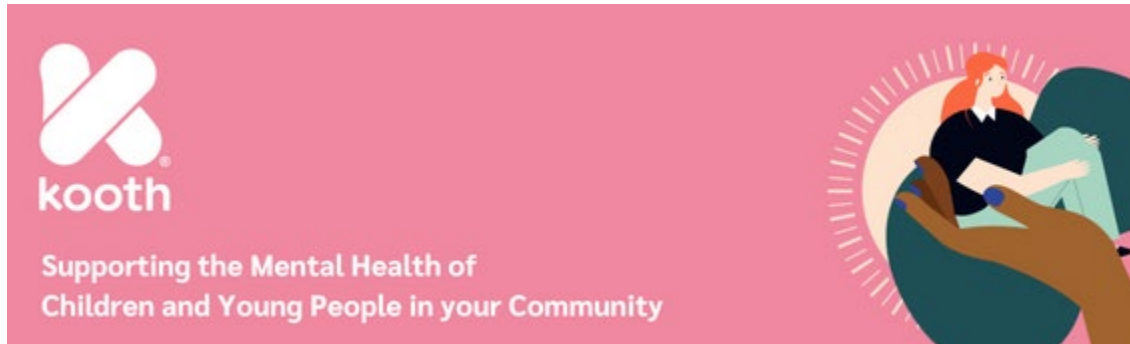 kooth®
Supporting the Mental Health of
Children and Young People in your Community